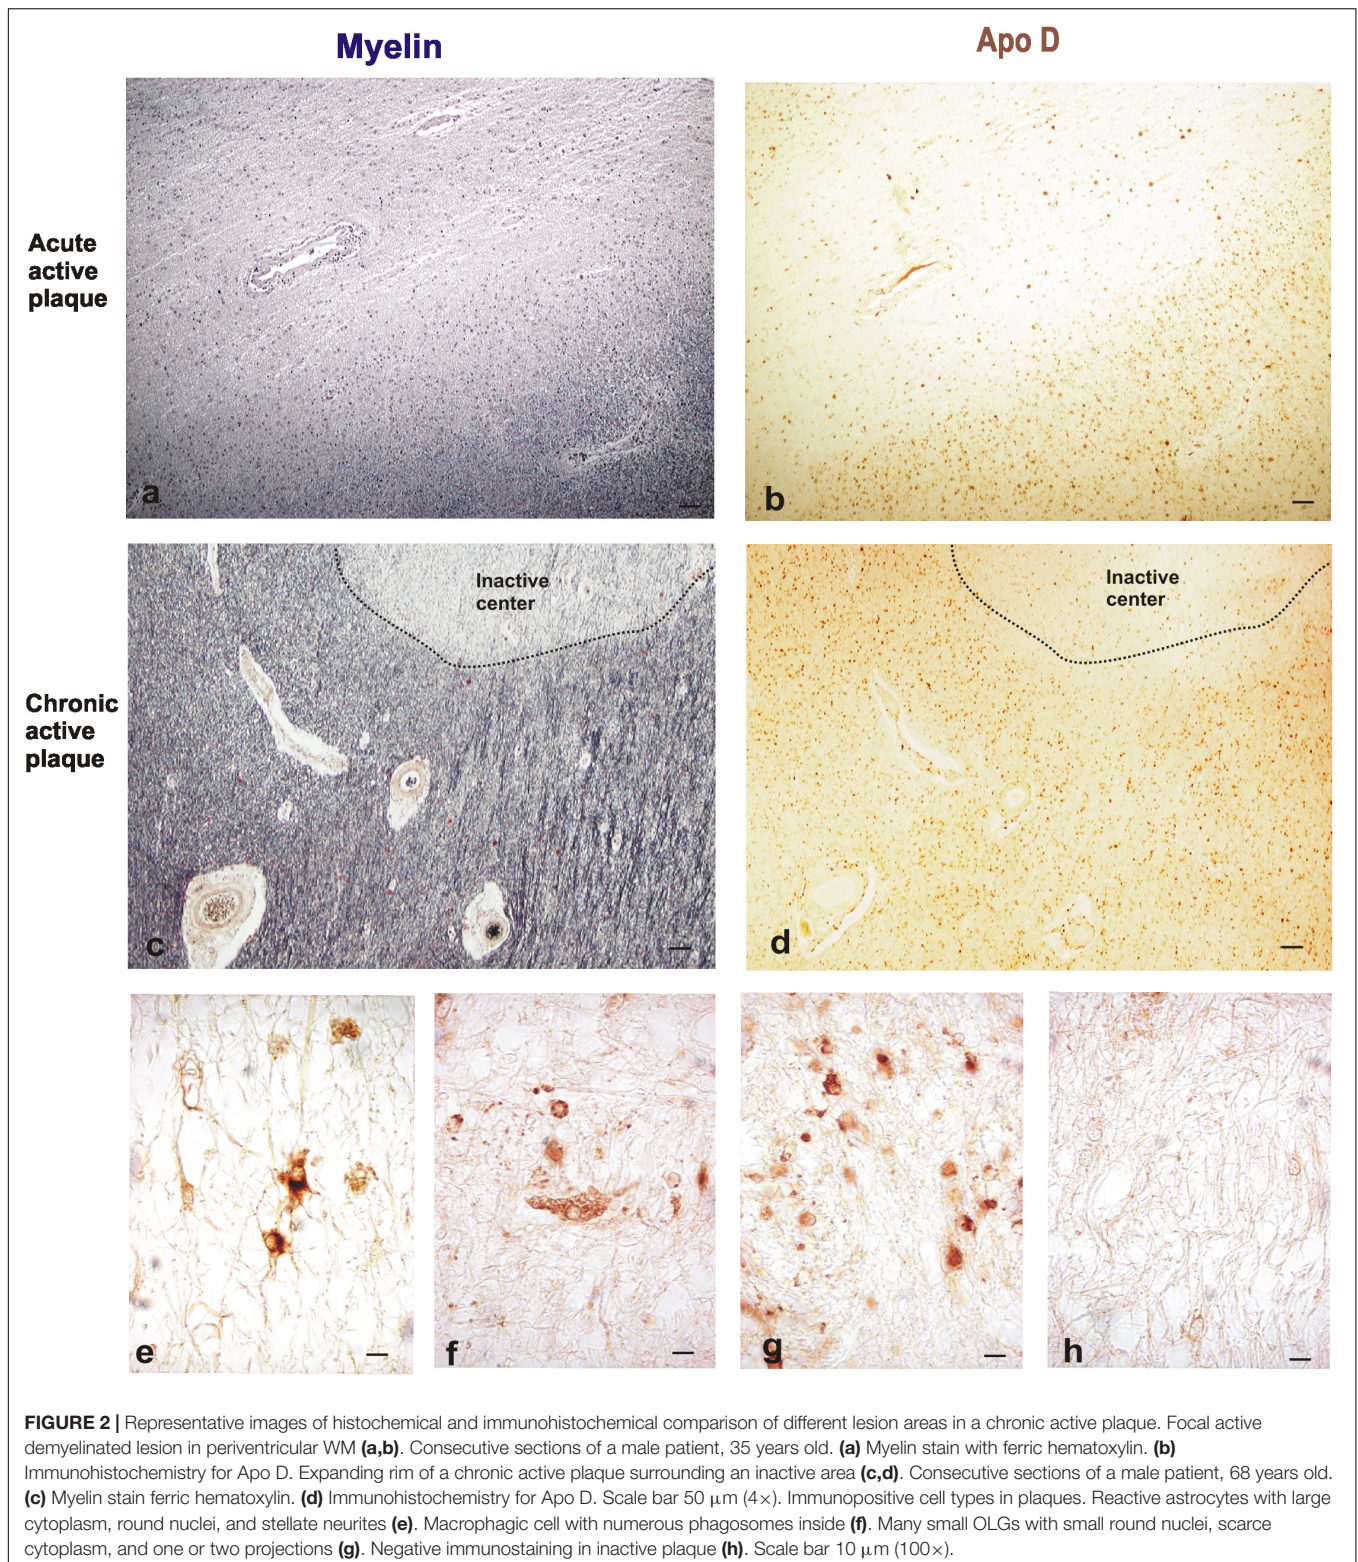 Myelin
Apo D
Acute
active
plaque
a
b
Inactive
center
Inactive
center
Chronic
active
plaque
c
d
e
f
g
h
FIGURE 2 | Representative images of histochemical and immunohistochemical comparison of different lesion areas in a chronic active plaque. Focal active
demyelinated lesion in periventricular WM (a,b). Consecutive sections of a male patient, 35 years old. (a) Myelin stain with ferric hematoxylin. (b)
Immunohistochemistry for Apo D. Expanding rim of a chronic active plaque surrounding an inactive area (c,d). Consecutive sections of a male patient, 68 years old.
(c) Myelin stain ferric hematoxylin. (d) Immunohistochemistry for Apo D. Scale bar 50 μm (4×). Immunopositive cell types in plaques. Reactive astrocytes with large
cytoplasm, round nuclei, and stellate neurites (e). Macrophagic cell with numerous phagosomes inside (f). Many small OLGs with small round nuclei, scarce
cytoplasm, and one or two projections (g). Negative immunostaining in inactive plaque (h). Scale bar 10 μm (100×).